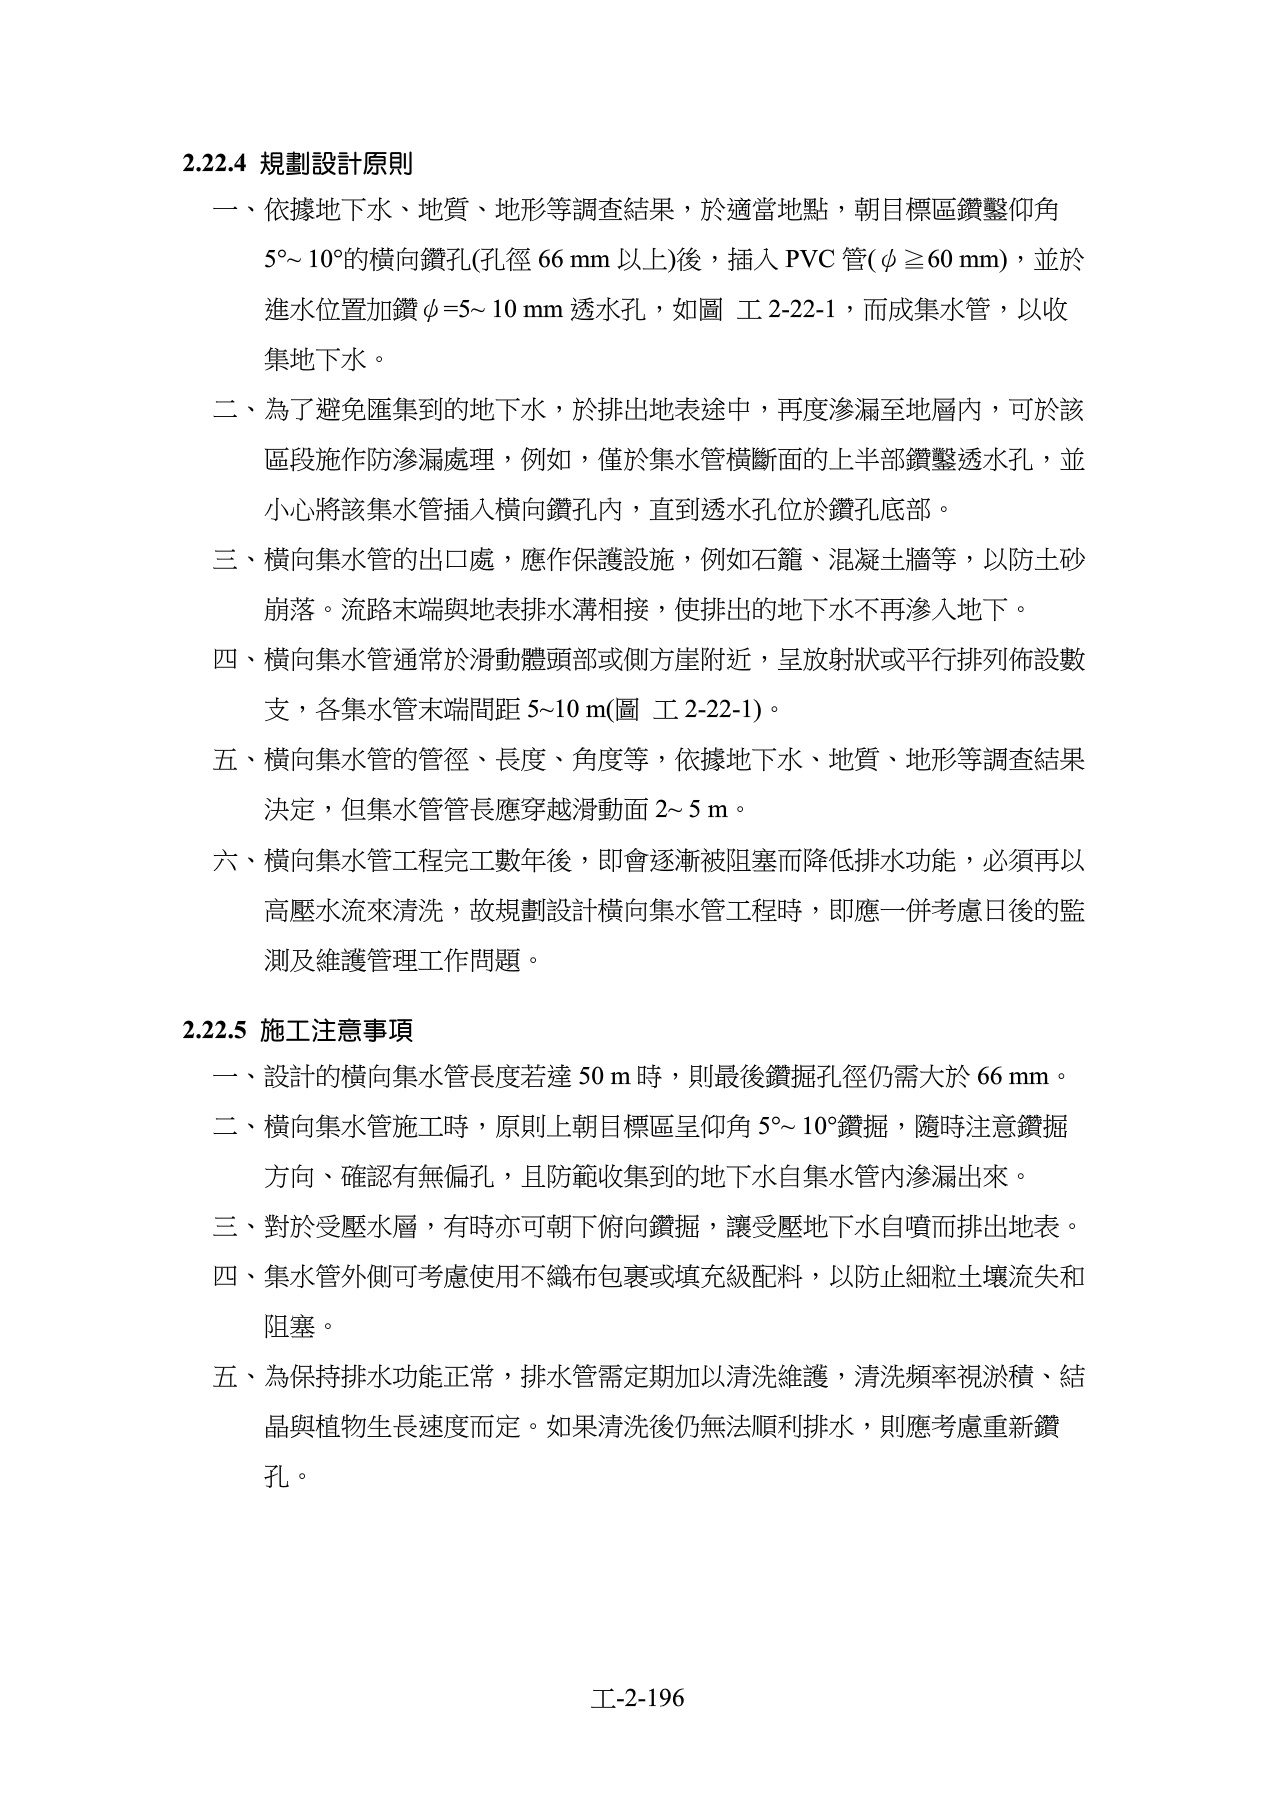 2.22.4 規劃設計原則
一、依據地下水、地質、地形等調查結果，於適當地點，朝目標區鑽鑿仰角
5°~ 10°的橫向鑽孔(孔徑 66 mm 以上)後，插入 PVC 管(φ≧60 mm)，並於
進水位置加鑽φ=5~ 10 mm 透水孔，如圖 工 2-22-1，而成集水管，以收
集地下水。
二、為了避免匯集到的地下水，於排出地表途中，再度滲漏至地層內，可於該
區段施作防滲漏處理，例如，僅於集水管橫斷面的上半部鑽鑿透水孔，並
小心將該集水管插入橫向鑽孔內，直到透水孔位於鑽孔底部。
三、橫向集水管的出口處，應作保護設施，例如石籠、混凝土牆等，以防土砂
崩落。流路末端與地表排水溝相接，使排出的地下水不再滲入地下。
四、橫向集水管通常於滑動體頭部或側方崖附近，呈放射狀或平行排列佈設數
支，各集水管末端間距 5~10 m(圖 工 2-22-1)。
五、橫向集水管的管徑、長度、角度等，依據地下水、地質、地形等調查結果
決定，但集水管管長應穿越滑動面 2~ 5 m。
六、橫向集水管工程完工數年後，即會逐漸被阻塞而降低排水功能，必須再以
高壓水流來清洗，故規劃設計橫向集水管工程時，即應一併考慮日後的監
測及維護管理工作問題。
2.22.5 施工注意事項
一、設計的橫向集水管長度若達 50 m 時，則最後鑽掘孔徑仍需大於 66 mm。
二、橫向集水管施工時，原則上朝目標區呈仰角 5°~ 10°鑽掘，隨時注意鑽掘
方向、確認有無偏孔，且防範收集到的地下水自集水管內滲漏出來。
三、對於受壓水層，有時亦可朝下俯向鑽掘，讓受壓地下水自噴而排出地表。
四、集水管外側可考慮使用不織布包裹或填充級配料，以防止細粒土壤流失和
阻塞。
五、為保持排水功能正常，排水管需定期加以清洗維護，清洗頻率視淤積、結
晶與植物生長速度而定。如果清洗後仍無法順利排水，則應考慮重新鑽
孔。
工-2-196